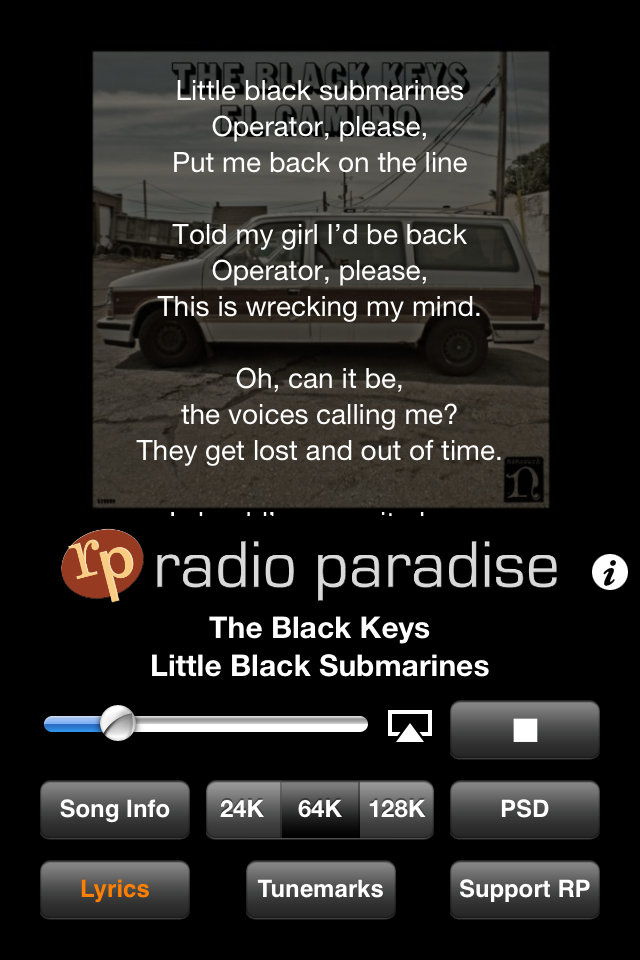 THE BLACK KEYS
EL CAMINO
Little black submarines
Operator, please,
Put me back on the line
Told my girl I'd be back
Operator, please,
This is wrecking my mind.
Oh, can it be,
the voices calling me?
They get lost and out of time.
rp radio paradise
i
The Black Keys
Little Black Submarines
Song Info
24K
64K
128K
PSD
Lyrics
Tunemarks
Support RP